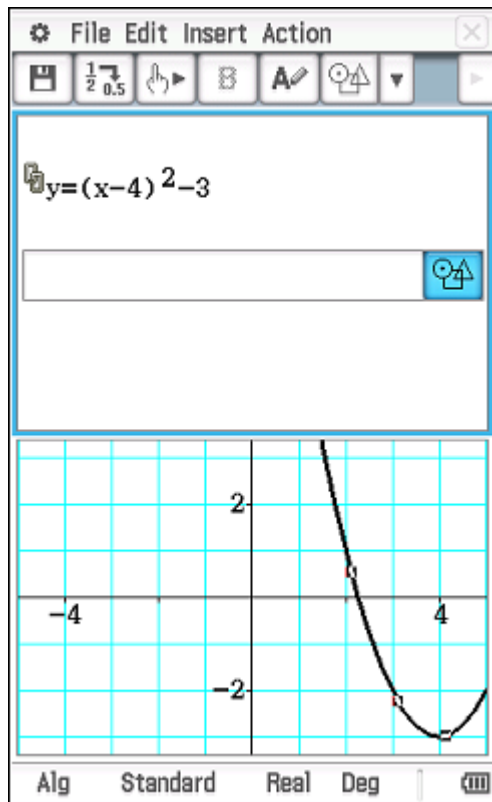 File Edit Insert Action
1/2 0.5 B A
y=(x-4)^2-3
2
-4 4
-2
Alg Standard Real Deg